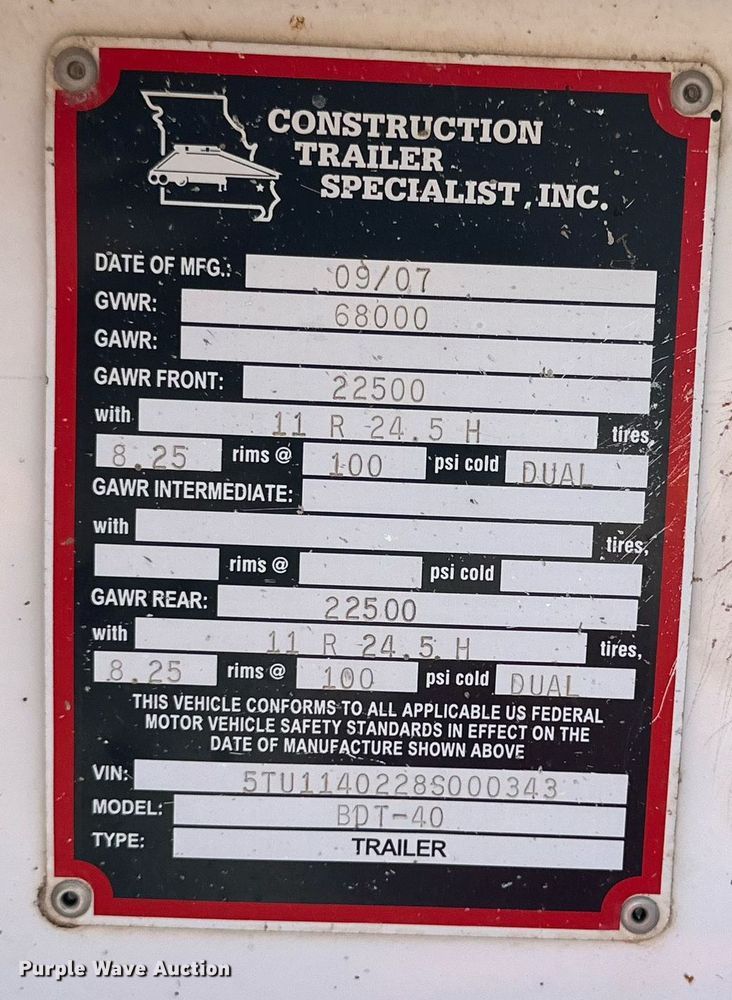 CONSTRUCTION
TRAILER
SPECIALIST, INC.
DATE OF MFG.: 09/07
GVWR: 68000
GAWR:
GAWR FRONT: 22500
with 11 R 24.5 H tires,
8.25 rims @ 100 psi cold DUAL
GAWR INTERMEDIATE:
with tires,
rims @ psi cold
GAWR REAR: 22500
with 11 R 24.5 H tires,
8.25 rims @ 100 psi cold DUAL
THIS VEHICLE CONFORMS TO ALL APPLICABLE US FEDERAL
MOTOR VEHICLE SAFETY STANDARDS IN EFFECT ON THE
DATE OF MANUFACTURE SHOWN ABOVE
VIN: 5TU1140228S000343
MODEL: BDT-40
TYPE: TRAILER
Purple Wave Auction